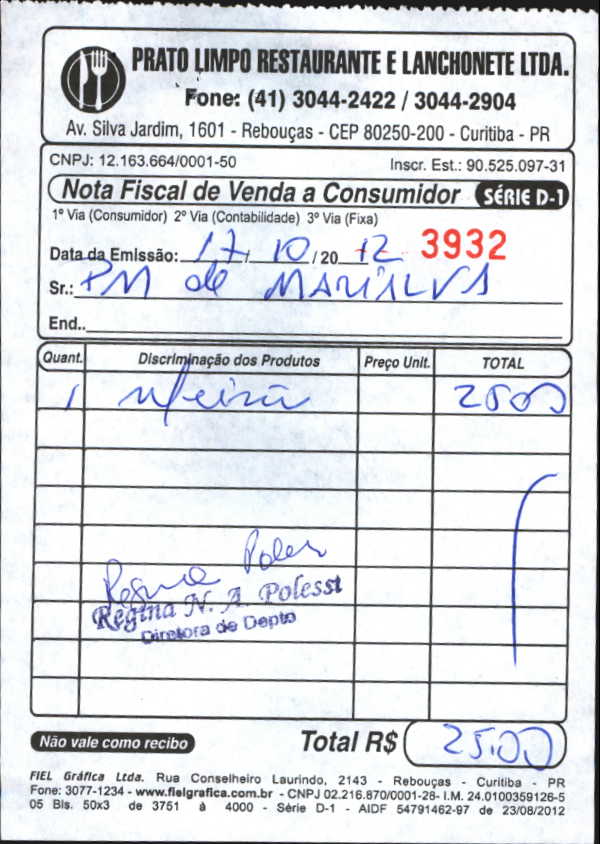 PRATO LIMPO RESTAURANTE E LANCHONETE LTDA.
Fone: (41) 3044-2422 / 3044-2904
Av. Silva Jardim, 1601 - Rebouças - CEP 80250-200 - Curitiba - PR
CNPJ: 12.163.664/0001-50 Inscr. Est.: 90.525.097-31
Nota Fiscal de Venda a Consumidor SÉRIE D-1
1ª Via (Consumidor) 2ª Via (Contabilidade) 3ª Via (Fixa)
Data da Emissão: 17/ 10 /20 12 3932
Sr.: PM de MARIALVA
End..
Quant. Discriminação dos Produtos Preço Unit. TOTAL
1 refeição 2500
Regina Poless
Regina N. A. Polessi
Diretora de Depto
Não vale como recibo Total R$ 25.00
FIEL Gráfica Ltda. Rua Conselheiro Laurindo, 2143 - Rebouças - Curitiba - PR
Fone: 3077-1234 - www.fielgrafica.com.br - CNPJ 02.216.870/0001-28- I.M. 24.0100359126-5
05 Bls. 50x3 de 3751 à 4000 - Série D-1 - AIDF 54791462-97 de 23/08/2012